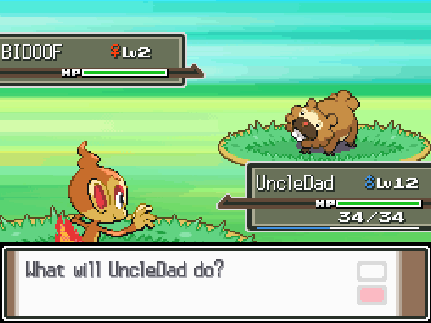 BIDOOF ♀Lv2
HP
UncleDad ♂Lv12
HP
34/34
What will UncleDad do?